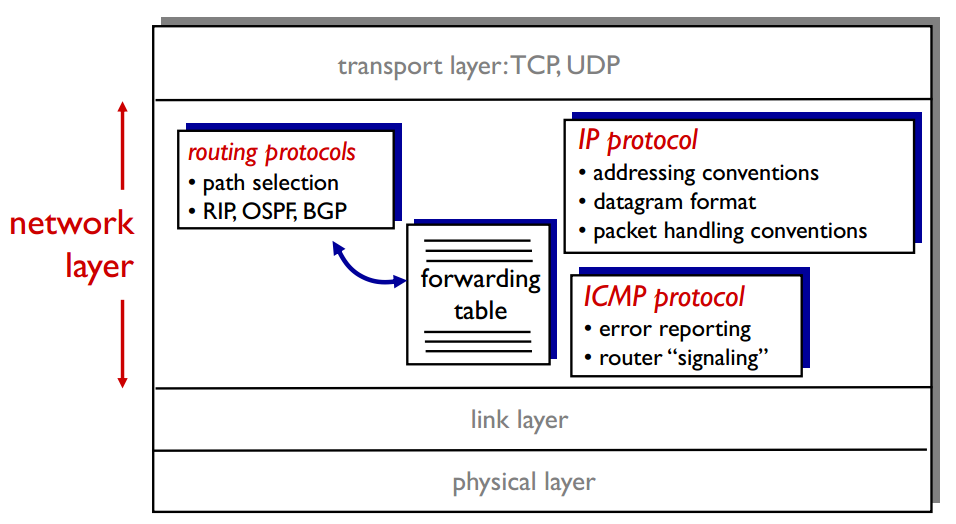 transport layer: TCP, UDP
network
layer
routing protocols
• path selection
• RIP, OSPF, BGP
forwarding
table
IP protocol
• addressing conventions
• datagram format
• packet handling conventions
ICMP protocol
• error reporting
• router “signaling”
link layer
physical layer